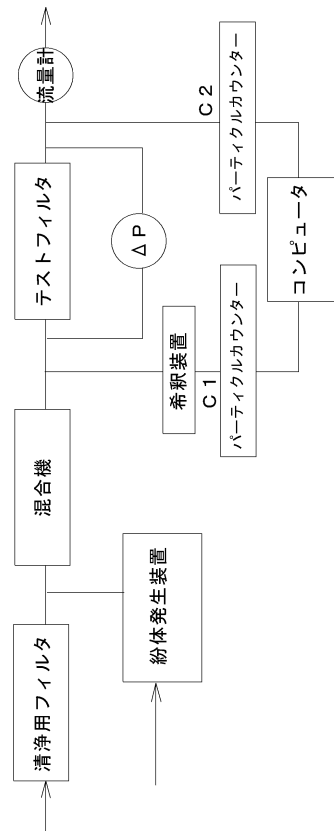 清浄用フィルタ
混合機
テストフィルタ
流量計
紛体発生装置
希釈装置
ΔP
C1
C2
パーティクルカウンター
パーティクルカウンター
コンピュータ